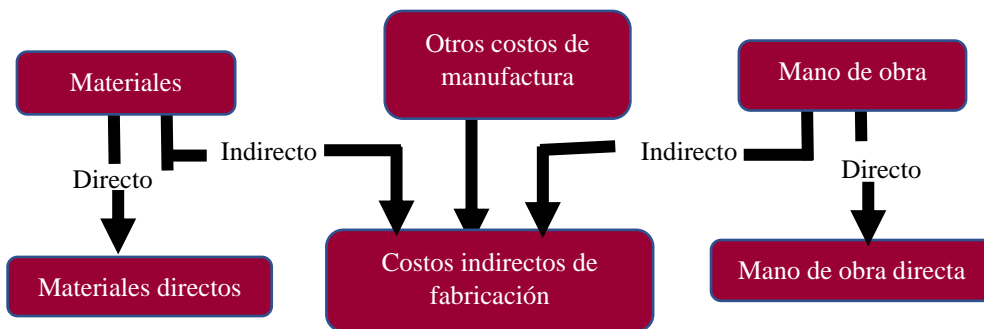 Otros costos de
manufactura
Materiales
Mano de obra
Indirecto
Indirecto
Directo
Directo
Materiales directos
Costos indirectos de
fabricación
Mano de obra directa